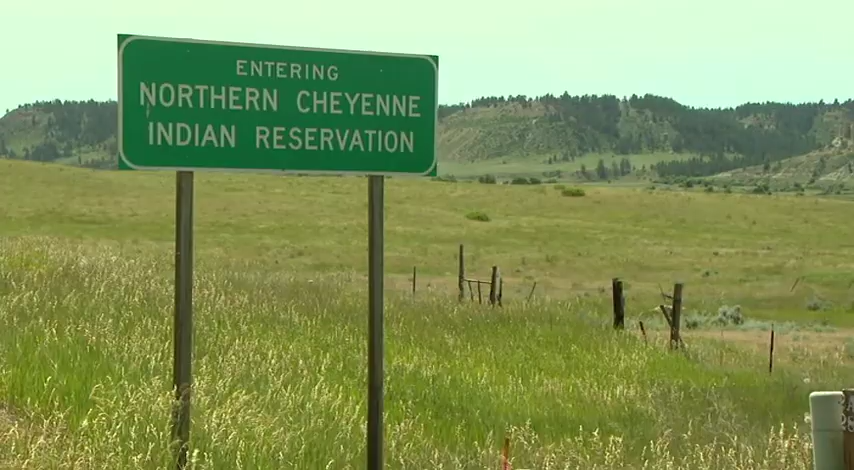 ENTERING
NORTHERN CHEYENNE
INDIAN RESERVATION